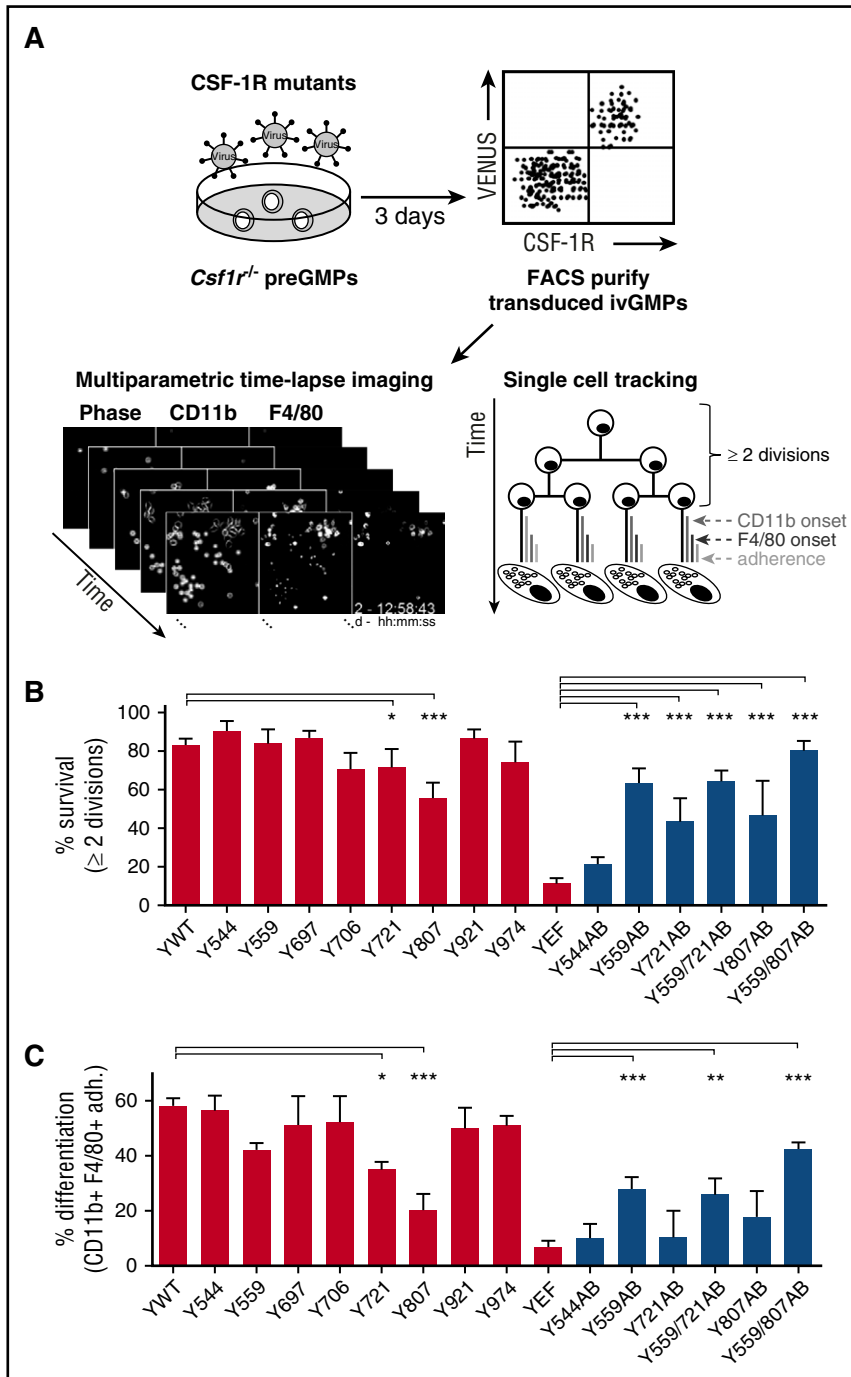 A
CSF-1R mutants
Virus Virus Virus
3 days
VENUS
CSF-1R
Csf1r-/- preGMPs
FACS purify
transduced ivGMPs
Multiparametric time-lapse imaging
Phase CD11b F4/80
Time
2 - 12:58:43
d - hh:mm:ss
... ... ...
Single cell tracking
Time
≥ 2 divisions
CD11b onset
F4/80 onset
adherence
B
% survival
(≥ 2 divisions)
100
80
60
40
20
0
* *** *** *** *** *** ***
YWT Y544 Y559 Y697 Y706 Y721 Y807 Y921 Y974 YEF Y544AB Y559AB Y721AB Y559/721AB Y807AB Y559/807AB
C
% differentiation
(CD11b+ F4/80+ adh.)
60
40
20
0
* *** *** ** ***
YWT Y544 Y559 Y697 Y706 Y721 Y807 Y921 Y974 YEF Y544AB Y559AB Y721AB Y559/721AB Y807AB Y559/807AB